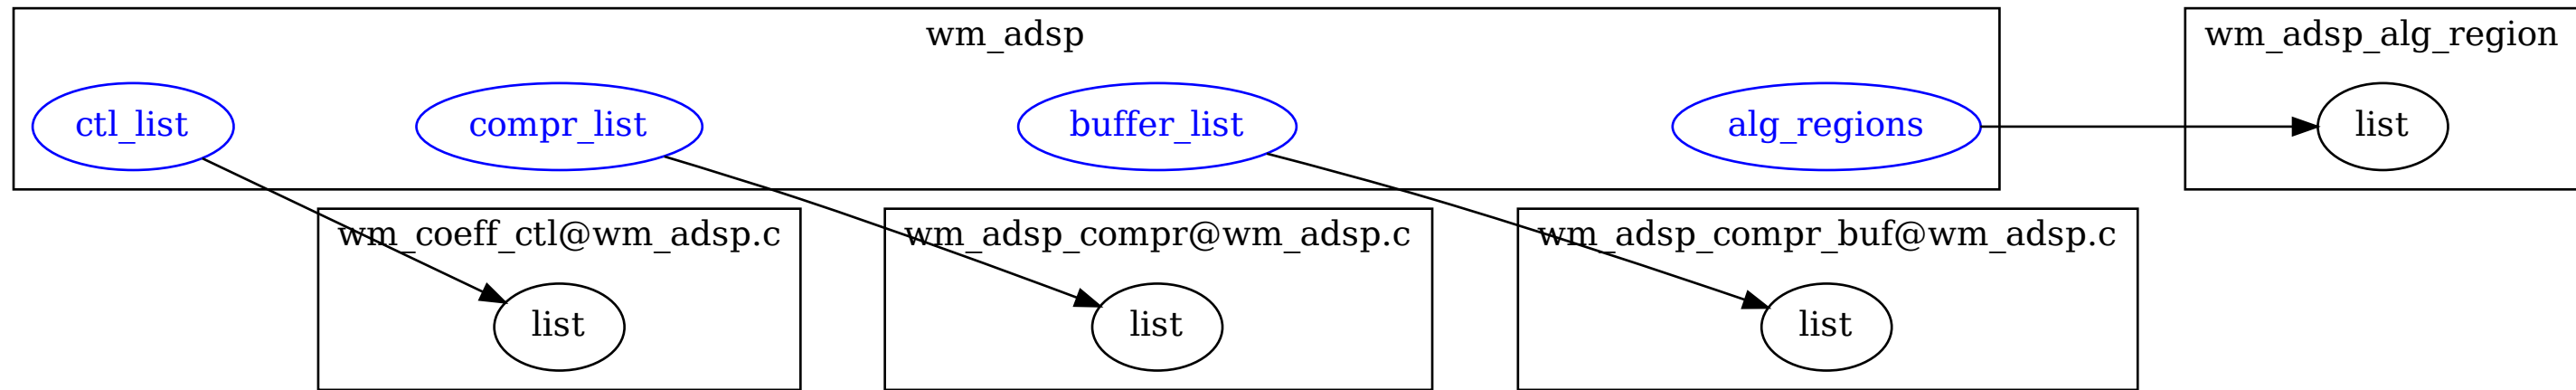 wm_adsp
wm_adsp_alg_region
ctl_list
compr_list
buffer_list
alg_regions
list
wm_coeff_ctl@wm_adsp.c
wm_adsp_compr@wm_adsp.c
wm_adsp_compr_buf@wm_adsp.c
list
list
list